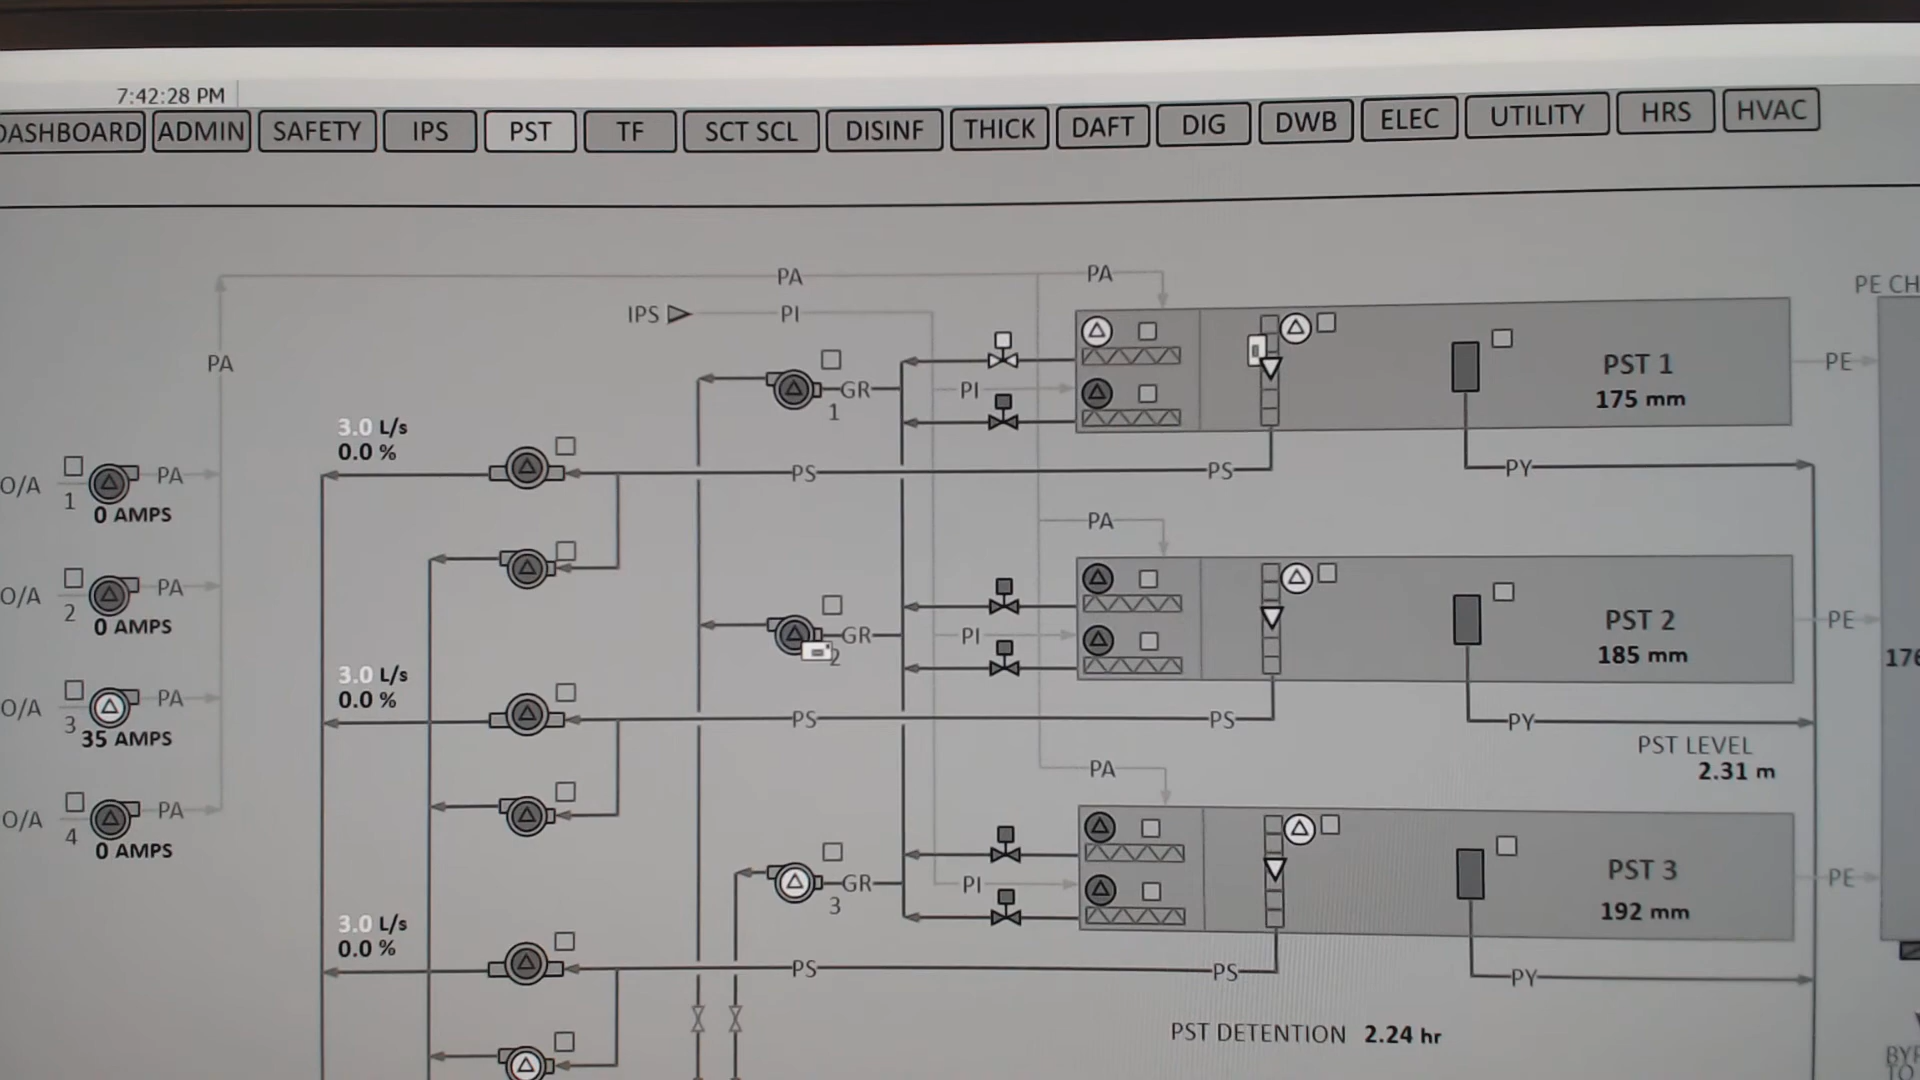 7:42:28 PM
DASHBOARD ADMIN SAFETY IPS PST TF SCT SCL DISINF THICK DAFT DIG DWB ELEC UTILITY HRS HVAC
PA PA
PE CH
IPS PI
PA
PST 1
175 mm
PE
GR
1
PI
3.0 L/s
0.0 %
PS PS PY
O/A 1 PA
0 AMPS
PA
O/A 2 PA
0 AMPS
PST 2
185 mm
PE
GR
2
PI
176
3.0 L/s
0.0 %
O/A 3 PA
35 AMPS
PS PS PY
PST LEVEL
2.31 m
PA
O/A 4 PA
0 AMPS
PST 3
192 mm
PE
GR
3
PI
3.0 L/s
0.0 %
PS PS PY
PST DETENTION 2.24 hr
BYP
TO